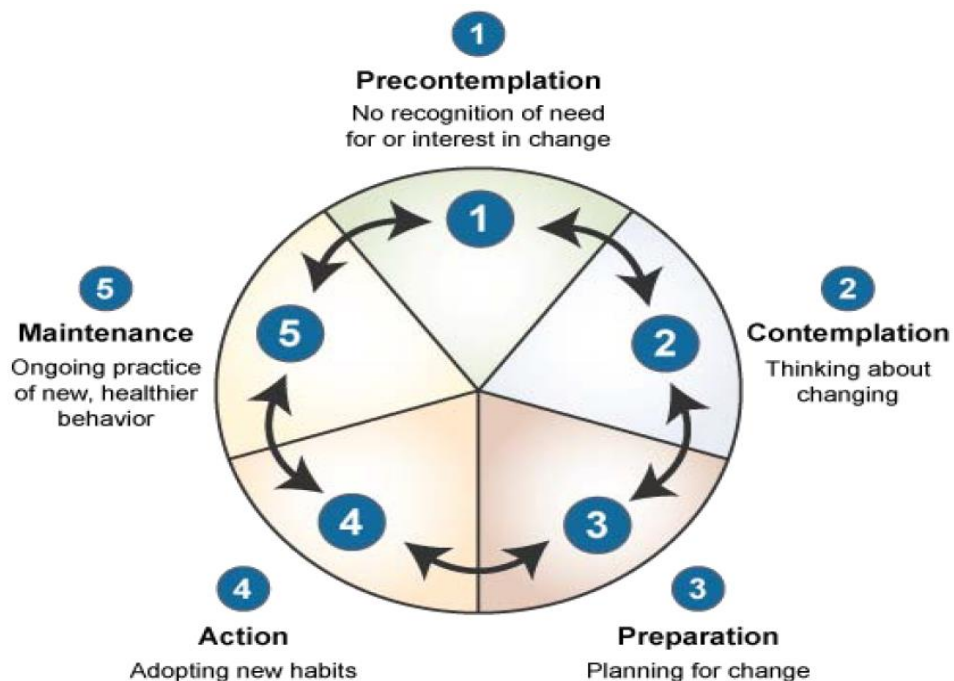 1
Precontemplation
No recognition of need
for or interest in change
1
5
Maintenance
Ongoing practice
of new, healthier
behavior
5
2
2
Contemplation
Thinking about
changing
4
3
4
Action
Adopting new habits
3
Preparation
Planning for change